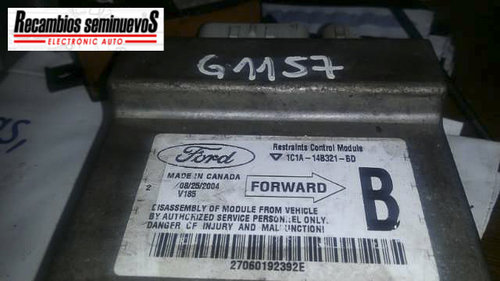 Recambios seminuevoS
ELECTRONIC AUTO
G1157
Ford
Restraints Control Module
1C1A-14B321-BD
MADE IN CANADA
08/25/2004
V185
2
FORWARD
B
DISASSEMBLY OF MODULE FROM VEHICLE
BY AUTHORIZED SERVICE PERSONNEL ONLY.
DANGER OF INJURY AND MALFUNCTION!
27060192392E